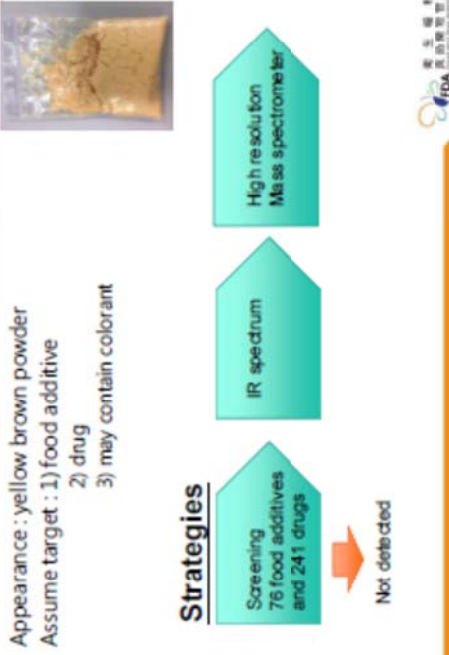 Appearance : yellow brown powder
Assume target : 1) food additive
2) drug
3) may contain colorant
Strategies
Screening
76 food additives
and 241 drugs
IR spectrum
High resolution
Mass spectrometer
Not detected
FDA